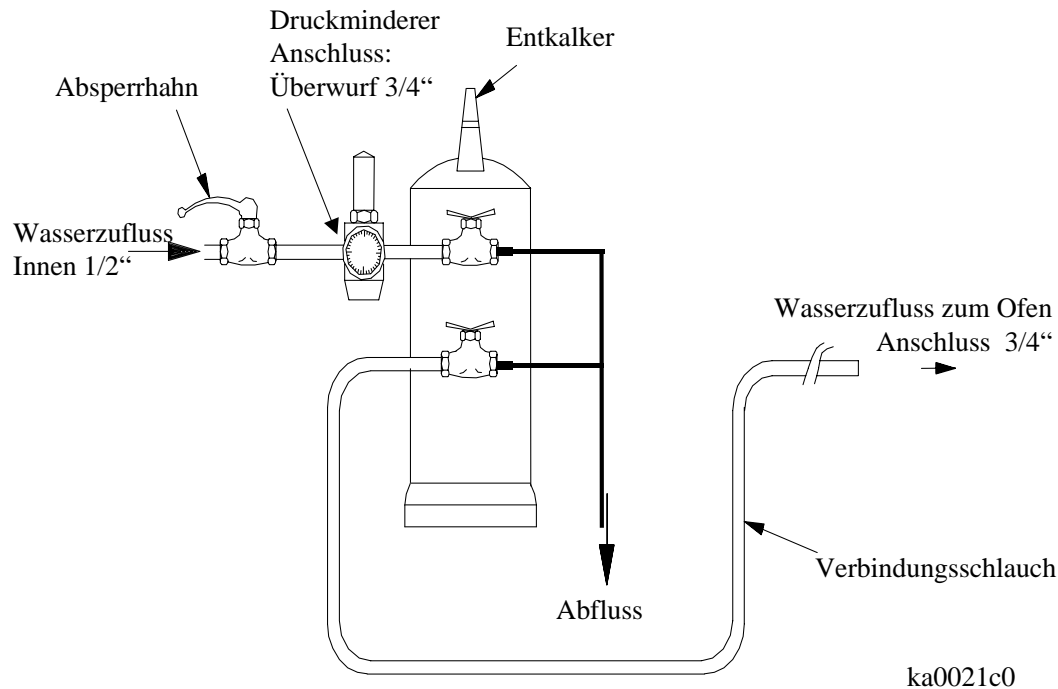 Druckminderer
Anschluss:
Überwurf 3/4“
Entkalker
Absperrhahn
Wasserzufluss
Innen 1/2“
Wasserzufluss zum Ofen
Anschluss 3/4“
Verbindungsschlauch
Abfluss
ka0021c0